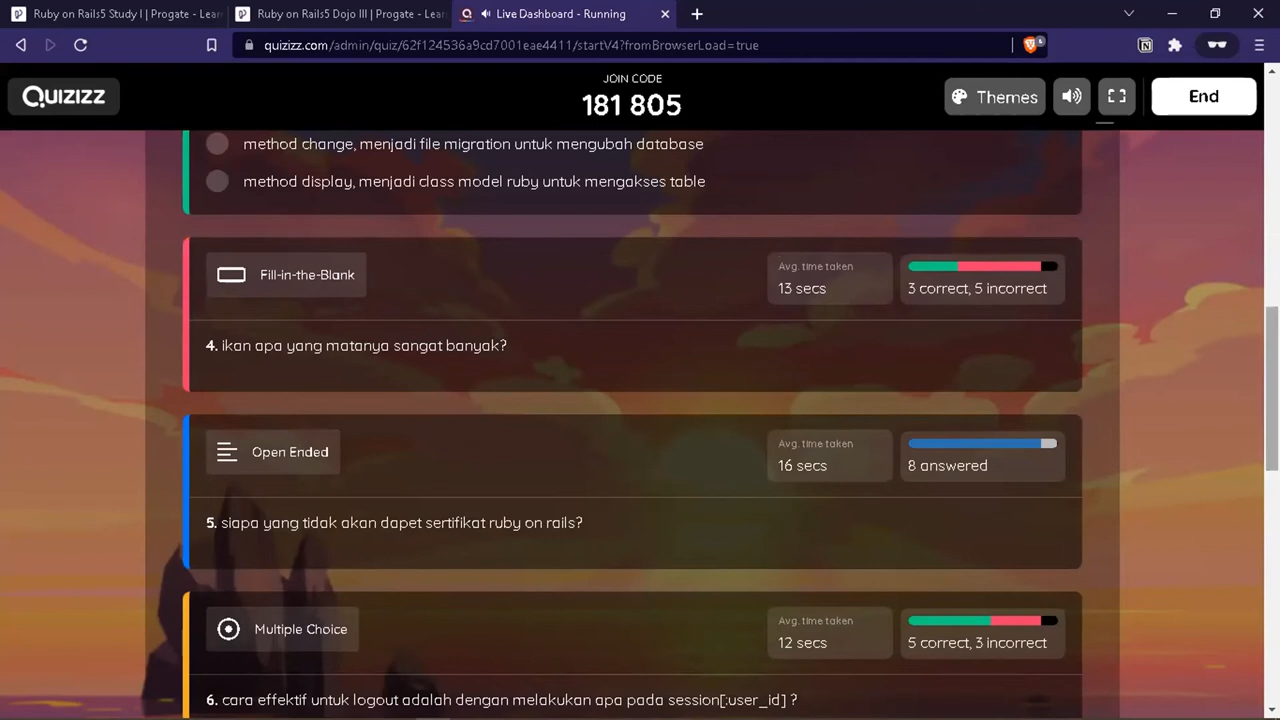 Ruby on Rails5 Study I | Progate - Lear
Ruby on Rails5 Dojo III | Progate - Lear
Live Dashboard - Running
quizizz.com/admin/quiz/62f124536a9cd7001eae4411/startV4?fromBrowserLoad=true
6
Quizizz
JOIN CODE
181 805
Themes
End
method change, menjadi file migration untuk mengubah database
method display, menjadi class model ruby untuk mengakses table
Fill-in-the-Blank
Avg. time taken
13 secs
3 correct, 5 incorrect
4. ikan apa yang matanya sangat banyak?
Open Ended
Avg. time taken
16 secs
8 answered
5. siapa yang tidak akan dapet sertifikat ruby on rails?
Multiple Choice
Avg. time taken
12 secs
5 correct, 3 incorrect
6. cara effektif untuk logout adalah dengan melakukan apa pada session[:user_id] ?